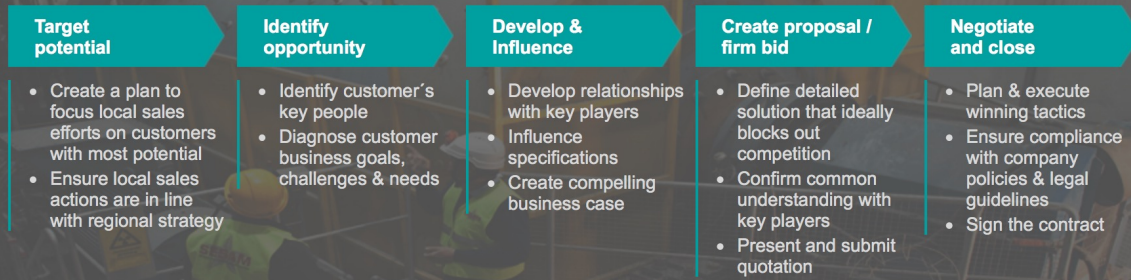 Target
potential
• Create a plan to
focus local sales
efforts on customers
with most potential
• Ensure local sales
actions are in line
with regional strategy
Identify
opportunity
• Identify customer´s
key people
• Diagnose customer
business goals,
challenges & needs
Develop &
Influence
• Develop relationships
with key players
• Influence
specifications
• Create compelling
business case
Create proposal /
firm bid
• Define detailed
solution that ideally
blocks out
competition
• Confirm common
understanding with
key players
• Present and submit
quotation
Negotiate
and close
• Plan & execute
winning tactics
• Ensure compliance
with company
policies & legal
guidelines
• Sign the contract